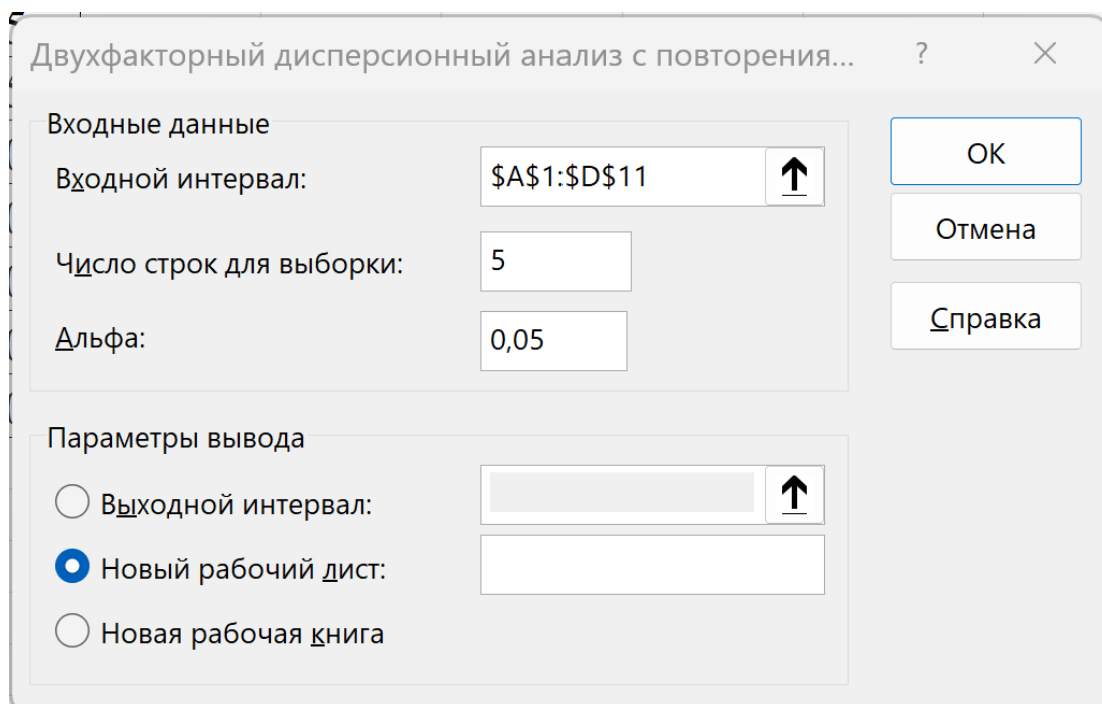 Двухфакторный дисперсионный анализ с повторения... ?
Входные данные
Входной интервал: $A$1:$D$11
ОК
Отмена
Число строк для выборки: 5
Справка
Альфа: 0,05
Параметры вывода
Выходной интервал:
Новый рабочий лист:
Новая рабочая книга